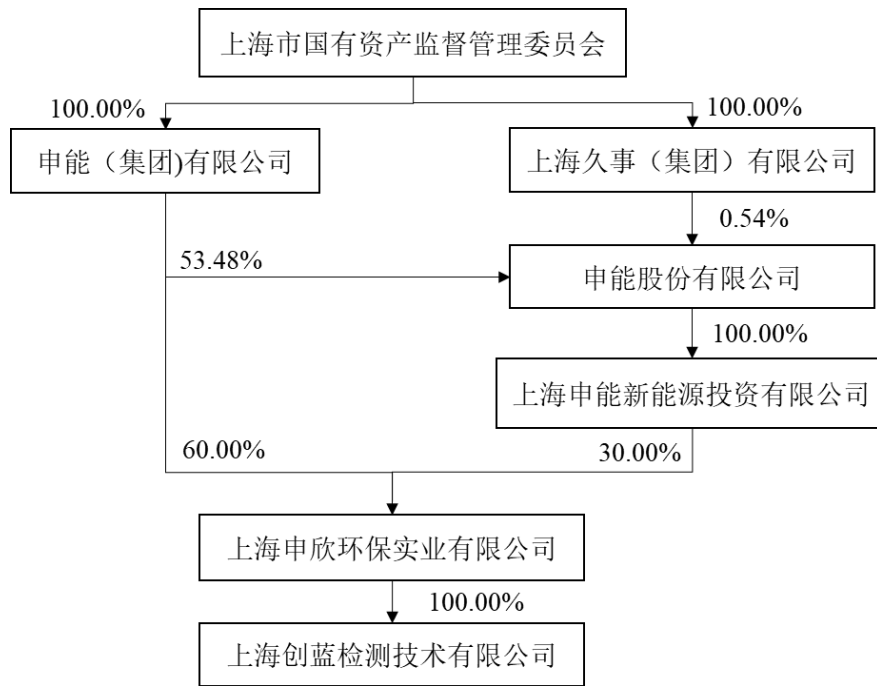 上海市国有资产监督管理委员会
100.00%
100.00%
申能（集团)有限公司
上海久事（集团）有限公司
0.54%
53.48%
申能股份有限公司
100.00%
上海申能新能源投资有限公司
60.00%
30.00%
上海申欣环保实业有限公司
100.00%
上海创蓝检测技术有限公司